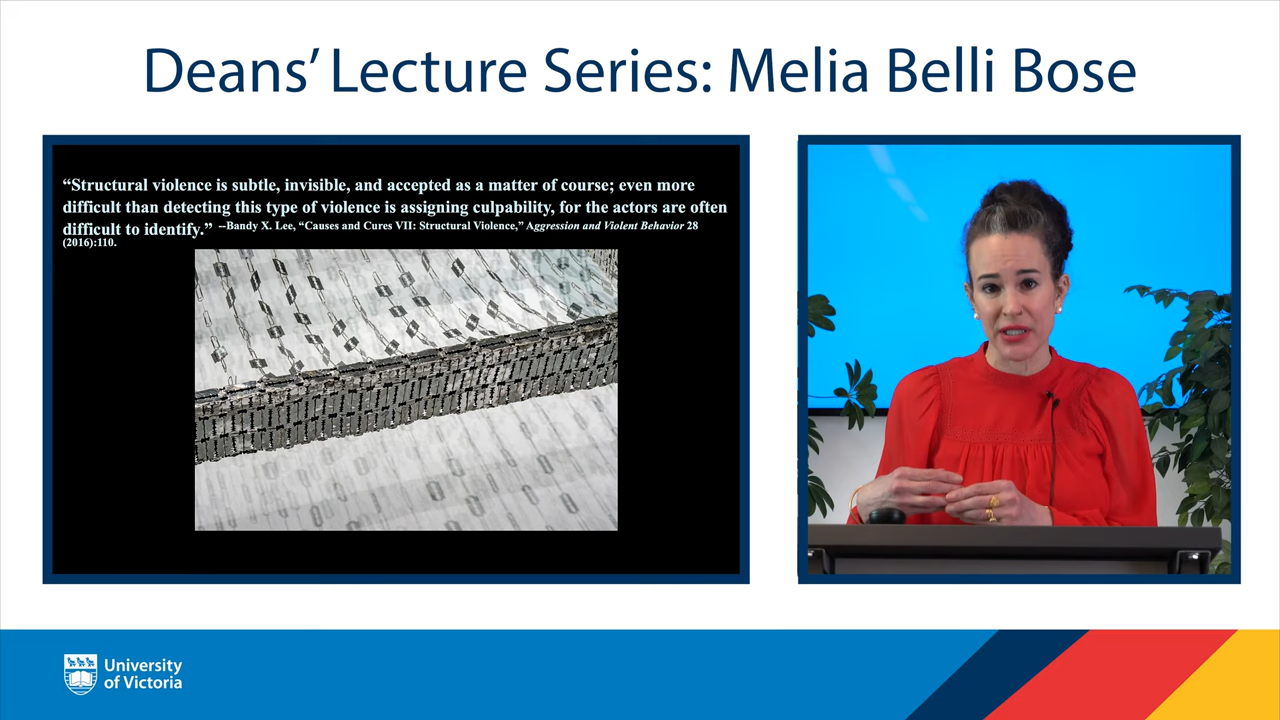 Deans’ Lecture Series: Melia Belli Bose
“Structural violence is subtle, invisible, and accepted as a matter of course; even more
difficult than detecting this type of violence is assigning culpability, for the actors are often
difficult to identify.” --Bandy X. Lee, “Causes and Cures VII: Structural Violence,” Aggression and Violent Behavior 28
(2016):110.
University
of Victoria